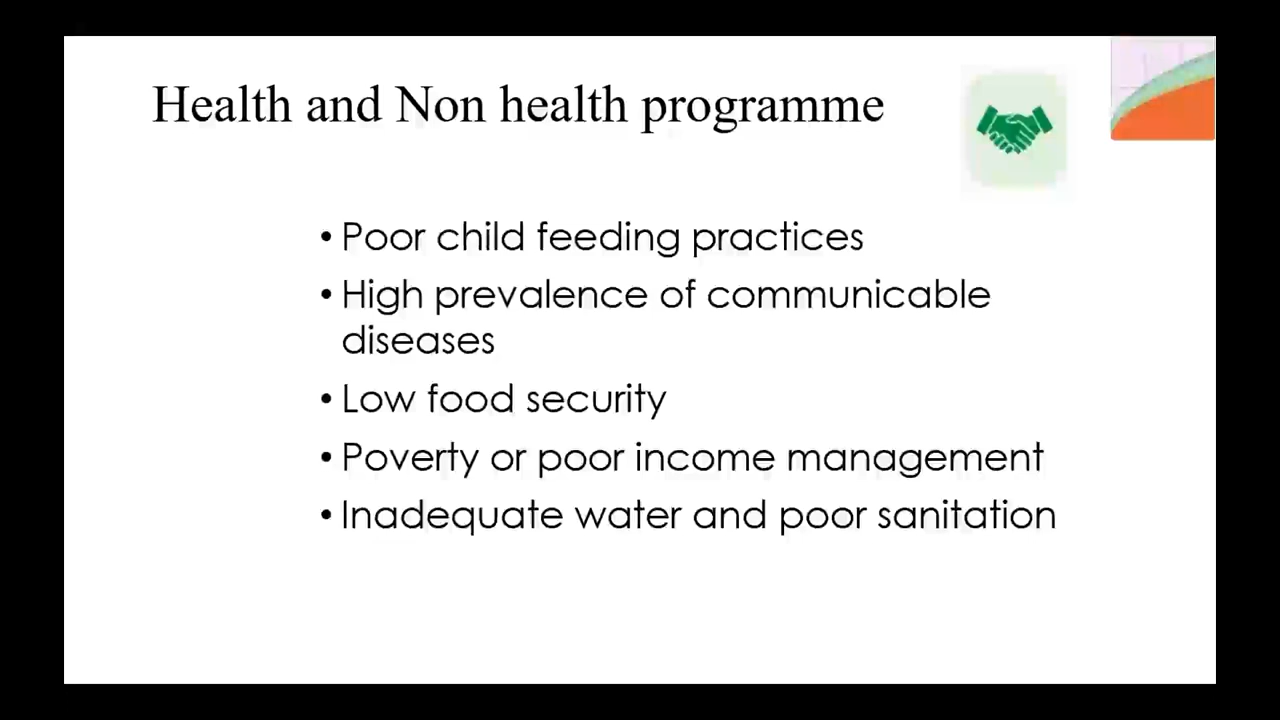 Health and Non health programme
• Poor child feeding practices
• High prevalence of communicable
diseases
• Low food security
• Poverty or poor income management
• Inadequate water and poor sanitation